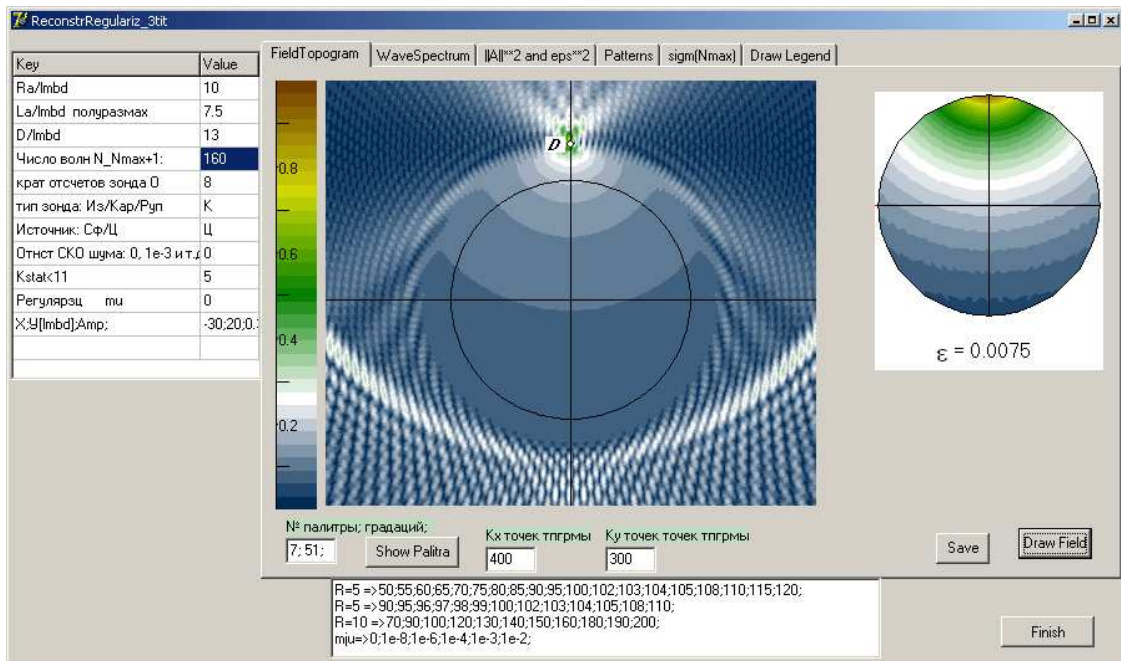 ReconstrRegulariz_3tit
FieldTopogram WaveSpectrum ||A||**2 and eps**2 Patterns sigm(Nmax) Draw Legend
Key Value
Ra/lmbd 10
La/lmbd полуразмах 7.5
D/lmbd 13
Число волн N_Nmax+1: 160
крат отсчетов зонда О 8
тип зонда: Из/Кар/Руп К
Источник: Сф/Ц Ц
Отнст СКО шума: 0, 1e-3 и т.д 0
Kstat<11 5
Регулярзц mu 0
X;У[lmbd];Amp; -30;20;0.
0.8
0.6
0.4
0.2
D
ε = 0.0075
№ палитры; градаций;
7; 51;
Show Palitra
Кх точек тпгрмы
400
Ку точек точек тпгрмы
300
Save
Draw Field
R=5 =>50;55;60;65;70;75;80;85;90;95;100;102;103;104;105;108;110;115;120;
R=5 =>90;95;96;97;98;99;100;102;103;104;105;108;110;
R=10 =>70;90;100;120;130;140;150;160;180;190;200;
mju=>0;1e-8;1e-6;1e-4;1e-3;1e-2;
Finish